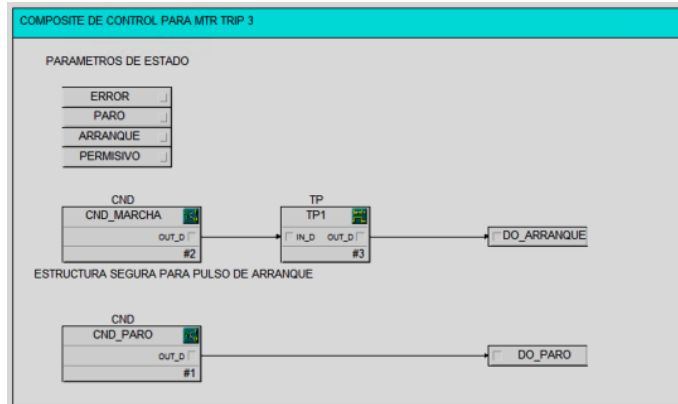 COMPOSITE DE CONTROL PARA MTR TRIP 3
PARAMETROS DE ESTADO
ERROR
PARO
ARRANQUE
PERMISIVO
CND
CND_MARCHA
OUT_D
#2
TP
TP1
IN_D OUT_D
#3
DO_ARRANQUE
ESTRUCTURA SEGURA PARA PULSO DE ARRANQUE
CND
CND_PARO
OUT_D
#1
DO_PARO